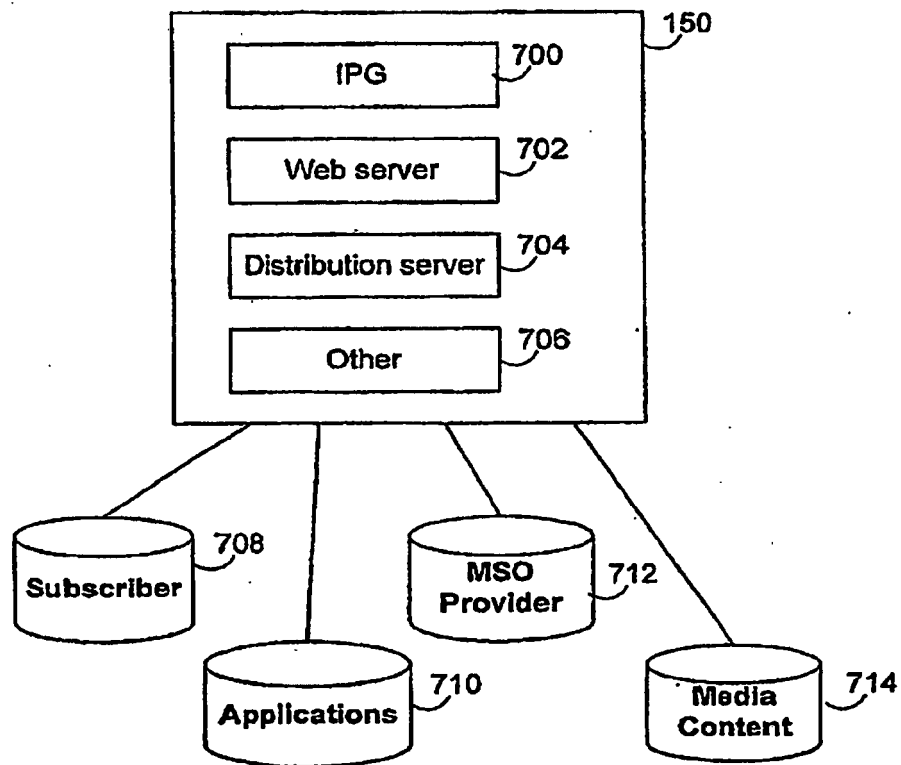 150
IPG
700
Web server
702
Distribution server
704
Other
706
Subscriber
708
MSO
Provider
712
Applications
710
Media
Content
714